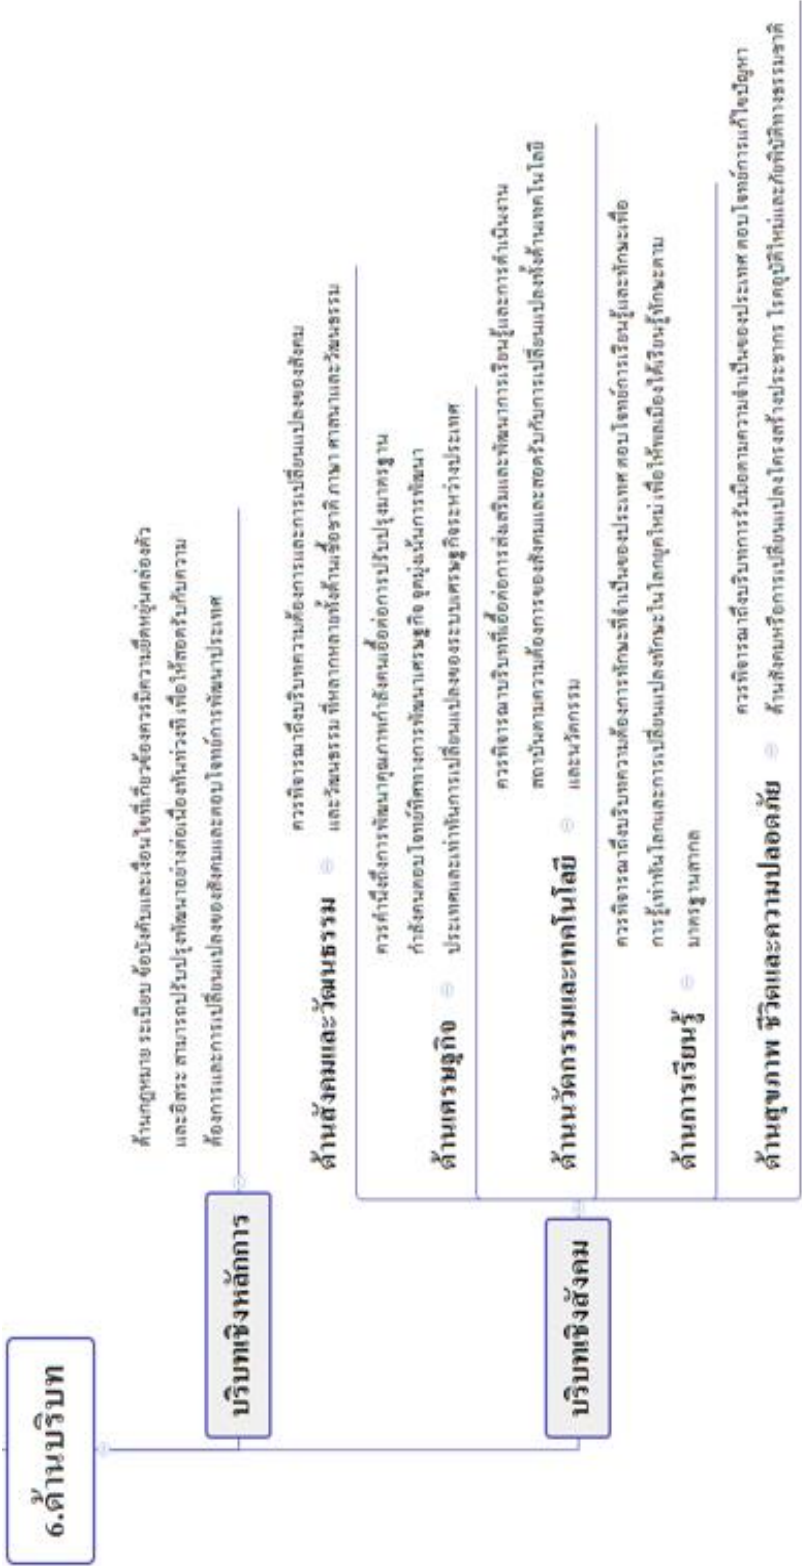 6.ด้านบริบท
บริบทเชิงหลักการ
ด้านกฎหมาย ระเบียบ ข้อบังคับและเงื่อนไขที่เกี่ยวข้องควรมีความยืดหยุ่นคล่องตัว
และอิสระ สามารถปรับปรุงพัฒนาอย่างต่อเนื่องทันท่วงที เพื่อให้สอดรับกับความ
ต้องการและการเปลี่ยนแปลงของสังคมและตอบโจทย์การพัฒนาประเทศ
บริบทเชิงสังคม
ด้านสังคมและวัฒนธรรม
ควรพิจารณาถึงบริบทความต้องการและการเปลี่ยนแปลงของสังคม
และวัฒนธรรม ที่หลากหลายทั้งด้านเชื้อชาติ ภาษา ศาสนาและวัฒนธรรม
ด้านเศรษฐกิจ
ควรคำนึงถึงการพัฒนาคุณภาพกำลังคนเอื้อต่อการปรับปรุงมาตรฐาน
กำลังคนตอบโจทย์ทิศทางการพัฒนาเศรษฐกิจ จุดมุ่งเน้นการพัฒนา
ประเทศและเท่าทันการเปลี่ยนแปลงของระบบเศรษฐกิจระหว่างประเทศ
ด้านนวัตกรรมและเทคโนโลยี
ควรพิจารณาบริบทที่เอื้อต่อการส่งเสริมและพัฒนาการเรียนรู้และการดำเนินงาน
สถาบันตามความต้องการของสังคมและสอดรับกับการเปลี่ยนแปลงทั้งด้านเทคโนโลยี
และนวัตกรรม
ด้านการเรียนรู้
ควรพิจารณาถึงบริบทความต้องการทักษะที่จำเป็นของประเทศ ตอบโจทย์การเรียนรู้และทักษะเพื่อ
การรู้เท่าทันโลกและการเปลี่ยนแปลงทักษะในโลกยุคใหม่ เพื่อให้พลเมืองได้เรียนรู้ทักษะตาม
มาตรฐานสากล
ด้านสุขภาพ ชีวิตและความปลอดภัย
ควรพิจารณาถึงบริบทการรับมือตามความจำเป็นของประเทศ ตอบโจทย์การแก้ไขปัญหา
ด้านสังคมหรือการเปลี่ยนแปลงโครงสร้างประชากร โรคอุบัติใหม่และภัยพิบัติทางธรรมชาติ